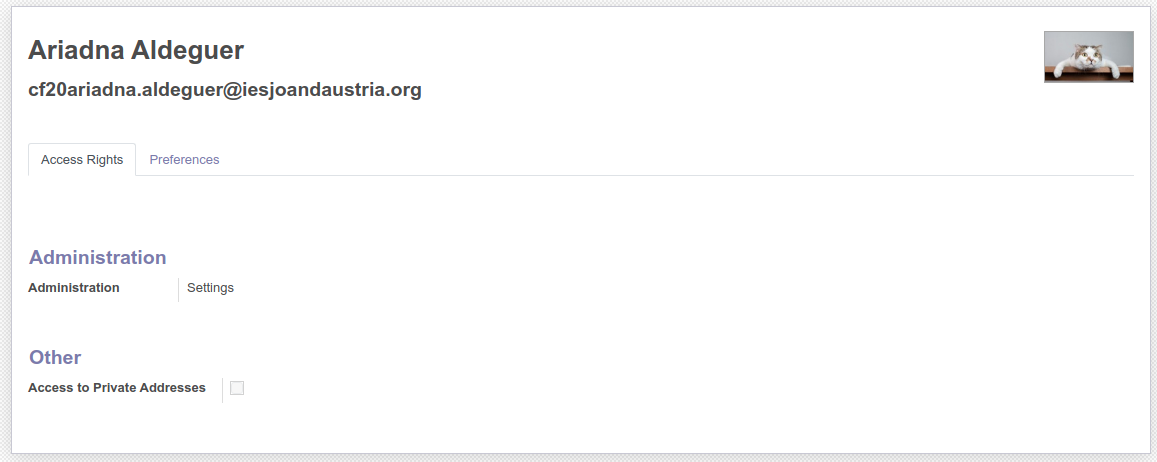 Ariadna Aldeguer
cf20ariadna.aldeguer@iesjoandaustria.org
Access Rights Preferences
Administration
Administration Settings
Other
Access to Private Addresses